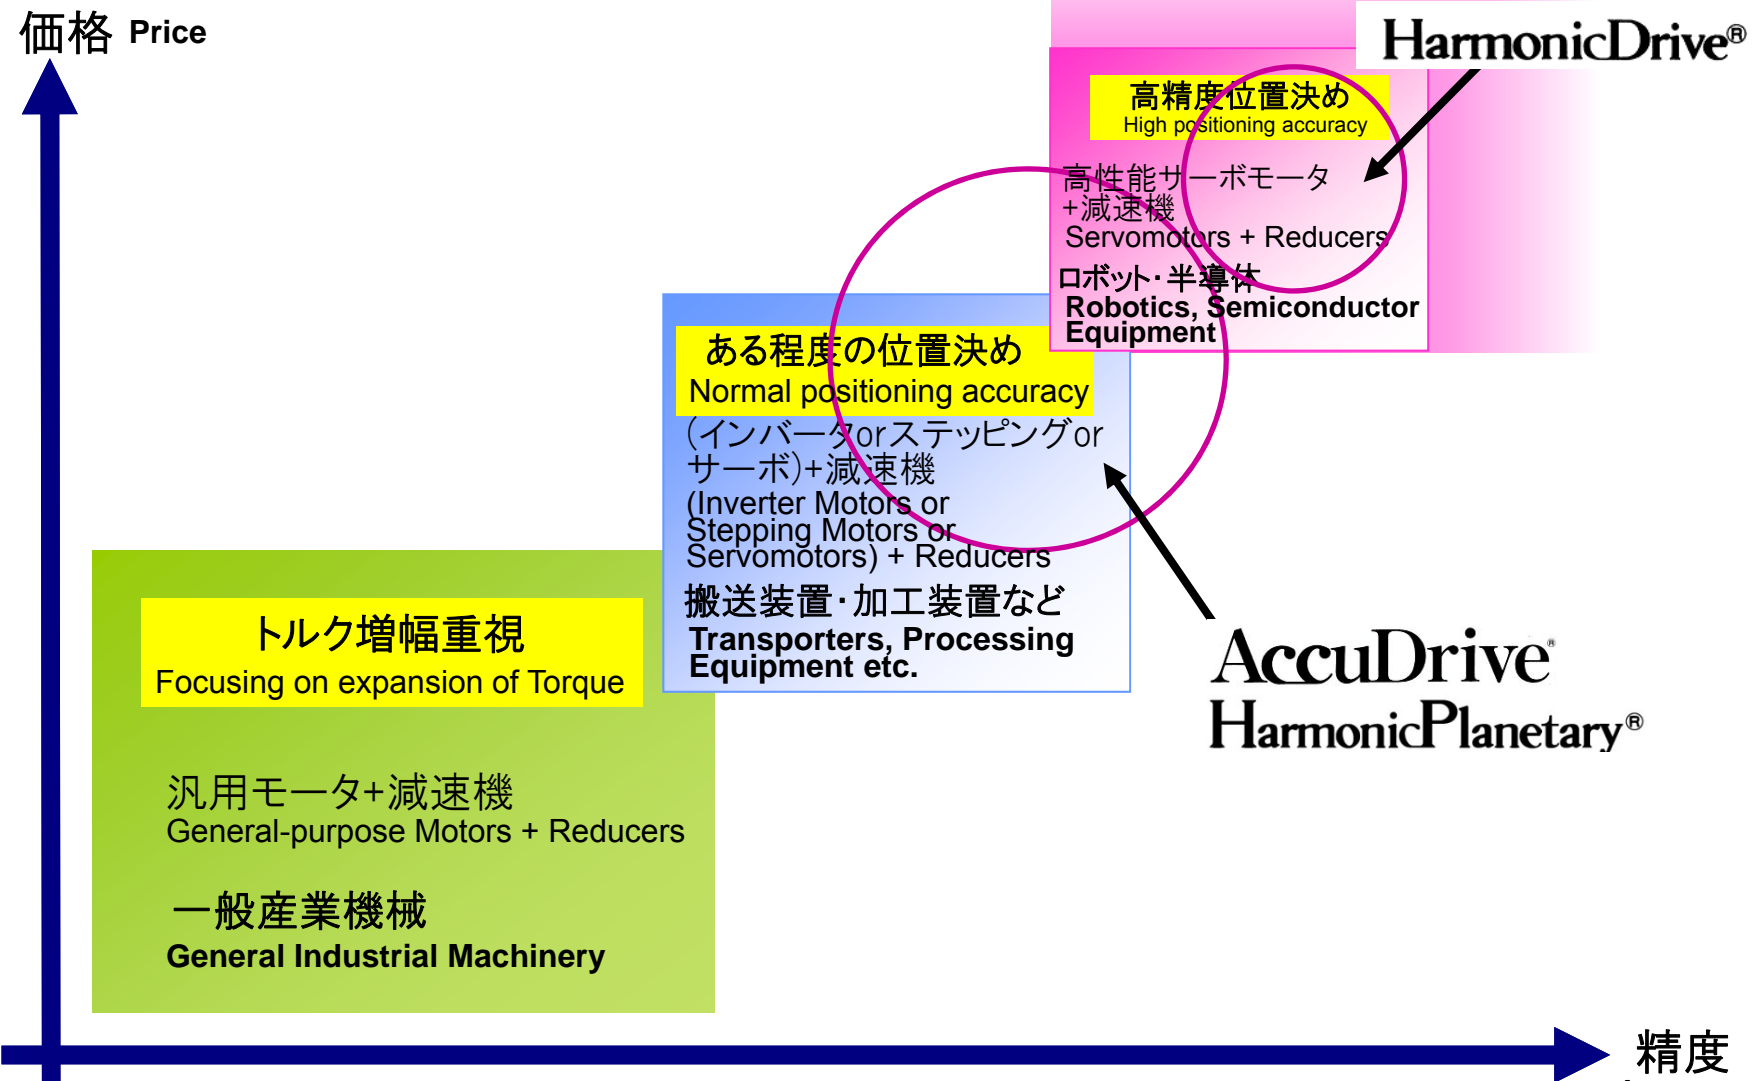 価格 Price
HarmonicDrive®
高精度位置決め
High positioning accuracy
高性能サーボモータ
+減速機
Servomotors + Reducers
ロボット・半導体
Robotics, Semiconductor
Equipment
ある程度の位置決め
Normal positioning accuracy
(インバータorステッピングor
サーボ)+減速機
(Inverter Motors or
Stepping Motors or
Servomotors) + Reducers
搬送装置・加工装置など
Transporters, Processing
Equipment etc.
AccuDrive®
HarmonicPlanetary®
トルク増幅重視
Focusing on expansion of Torque
汎用モータ+減速機
General-purpose Motors + Reducers
一般産業機械
General Industrial Machinery
精度